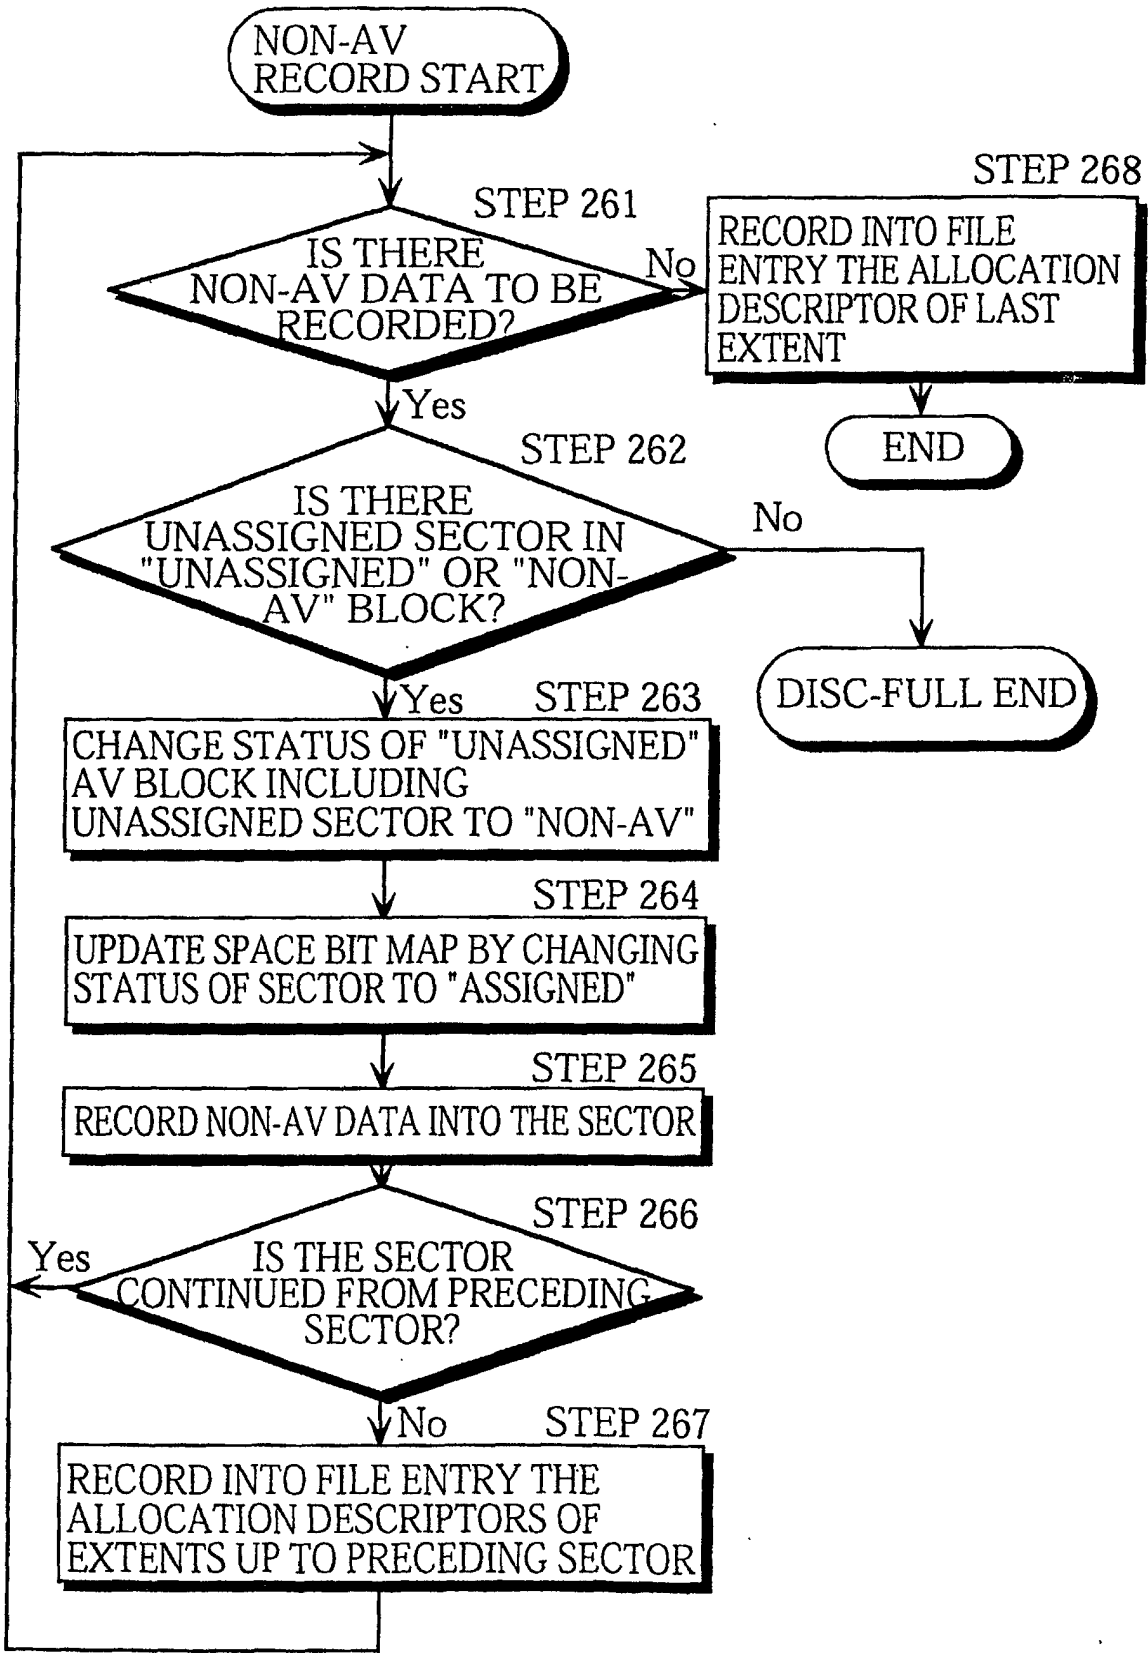 NON-AV
RECORD START
STEP 261
IS THERE
NON-AV DATA TO BE
RECORDED?
No
STEP 268
RECORD INTO FILE
ENTRY THE ALLOCATION
DESCRIPTOR OF LAST
EXTENT
END
Yes
STEP 262
IS THERE
UNASSIGNED SECTOR IN
"UNASSIGNED" OR "NON-
AV" BLOCK?
No
DISC-FULL END
Yes
STEP 263
CHANGE STATUS OF "UNASSIGNED"
AV BLOCK INCLUDING
UNASSIGNED SECTOR TO "NON-AV"
STEP 264
UPDATE SPACE BIT MAP BY CHANGING
STATUS OF SECTOR TO "ASSIGNED"
STEP 265
RECORD NON-AV DATA INTO THE SECTOR
STEP 266
Yes
IS THE SECTOR
CONTINUED FROM PRECEDING
SECTOR?
No
STEP 267
RECORD INTO FILE ENTRY THE
ALLOCATION DESCRIPTORS OF
EXTENTS UP TO PRECEDING SECTOR